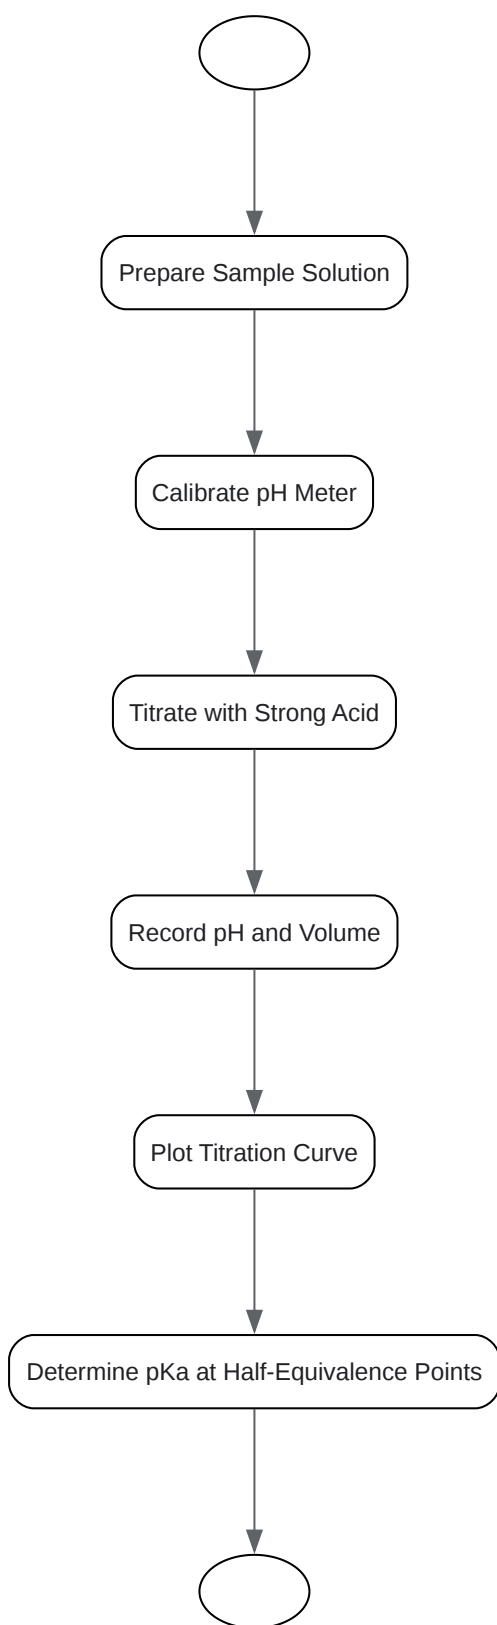 Prepare Sample Solution
Calibrate pH Meter
Titrate with Strong Acid
Record pH and Volume
Plot Titration Curve
Determine pKa at Half-Equivalence Points